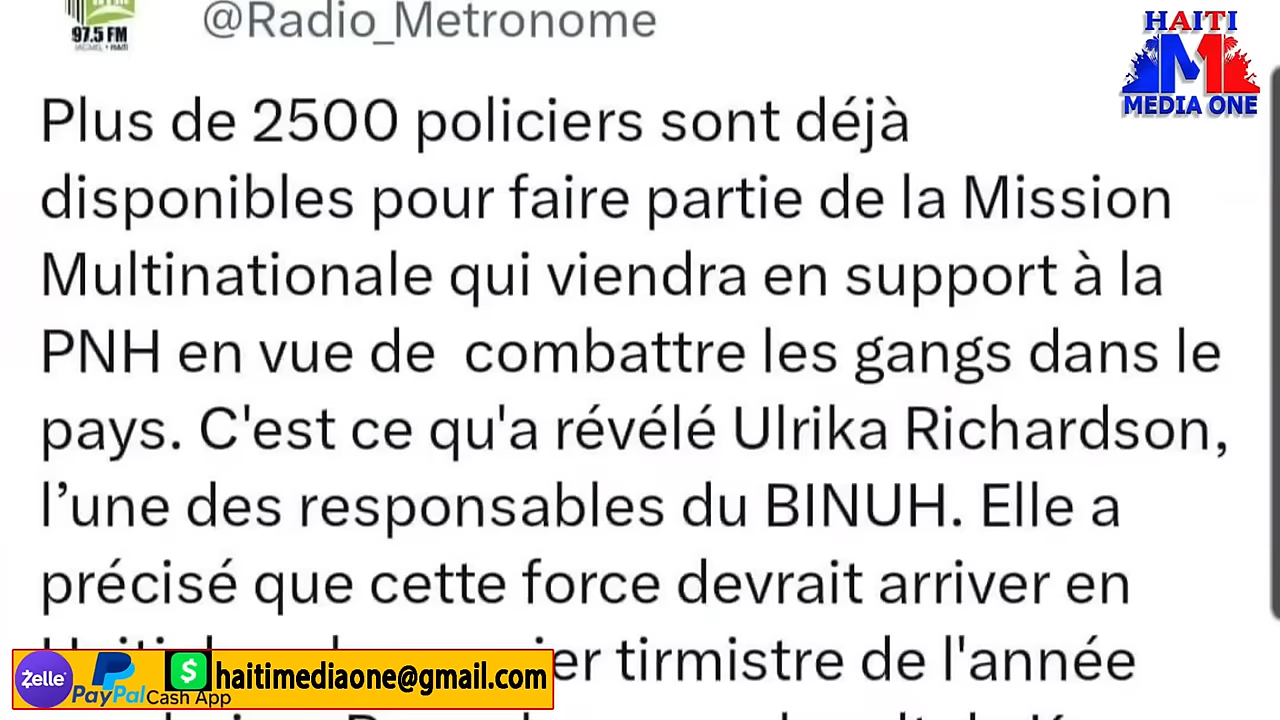 97.5 FM
@Radio_Metronome
HAITI
MEDIA ONE
Plus de 2500 policiers sont déjà
disponibles pour faire partie de la Mission
Multinationale qui viendra en support à la
PNH en vue de combattre les gangs dans le
pays. C'est ce qu'a révélé Ulrika Richardson,
l’une des responsables du BINUH. Elle a
précisé que cette force devrait arriver en
tirmistre de l'année
Zelle
PayPal
$
Cash App
haitimediaone@gmail.com